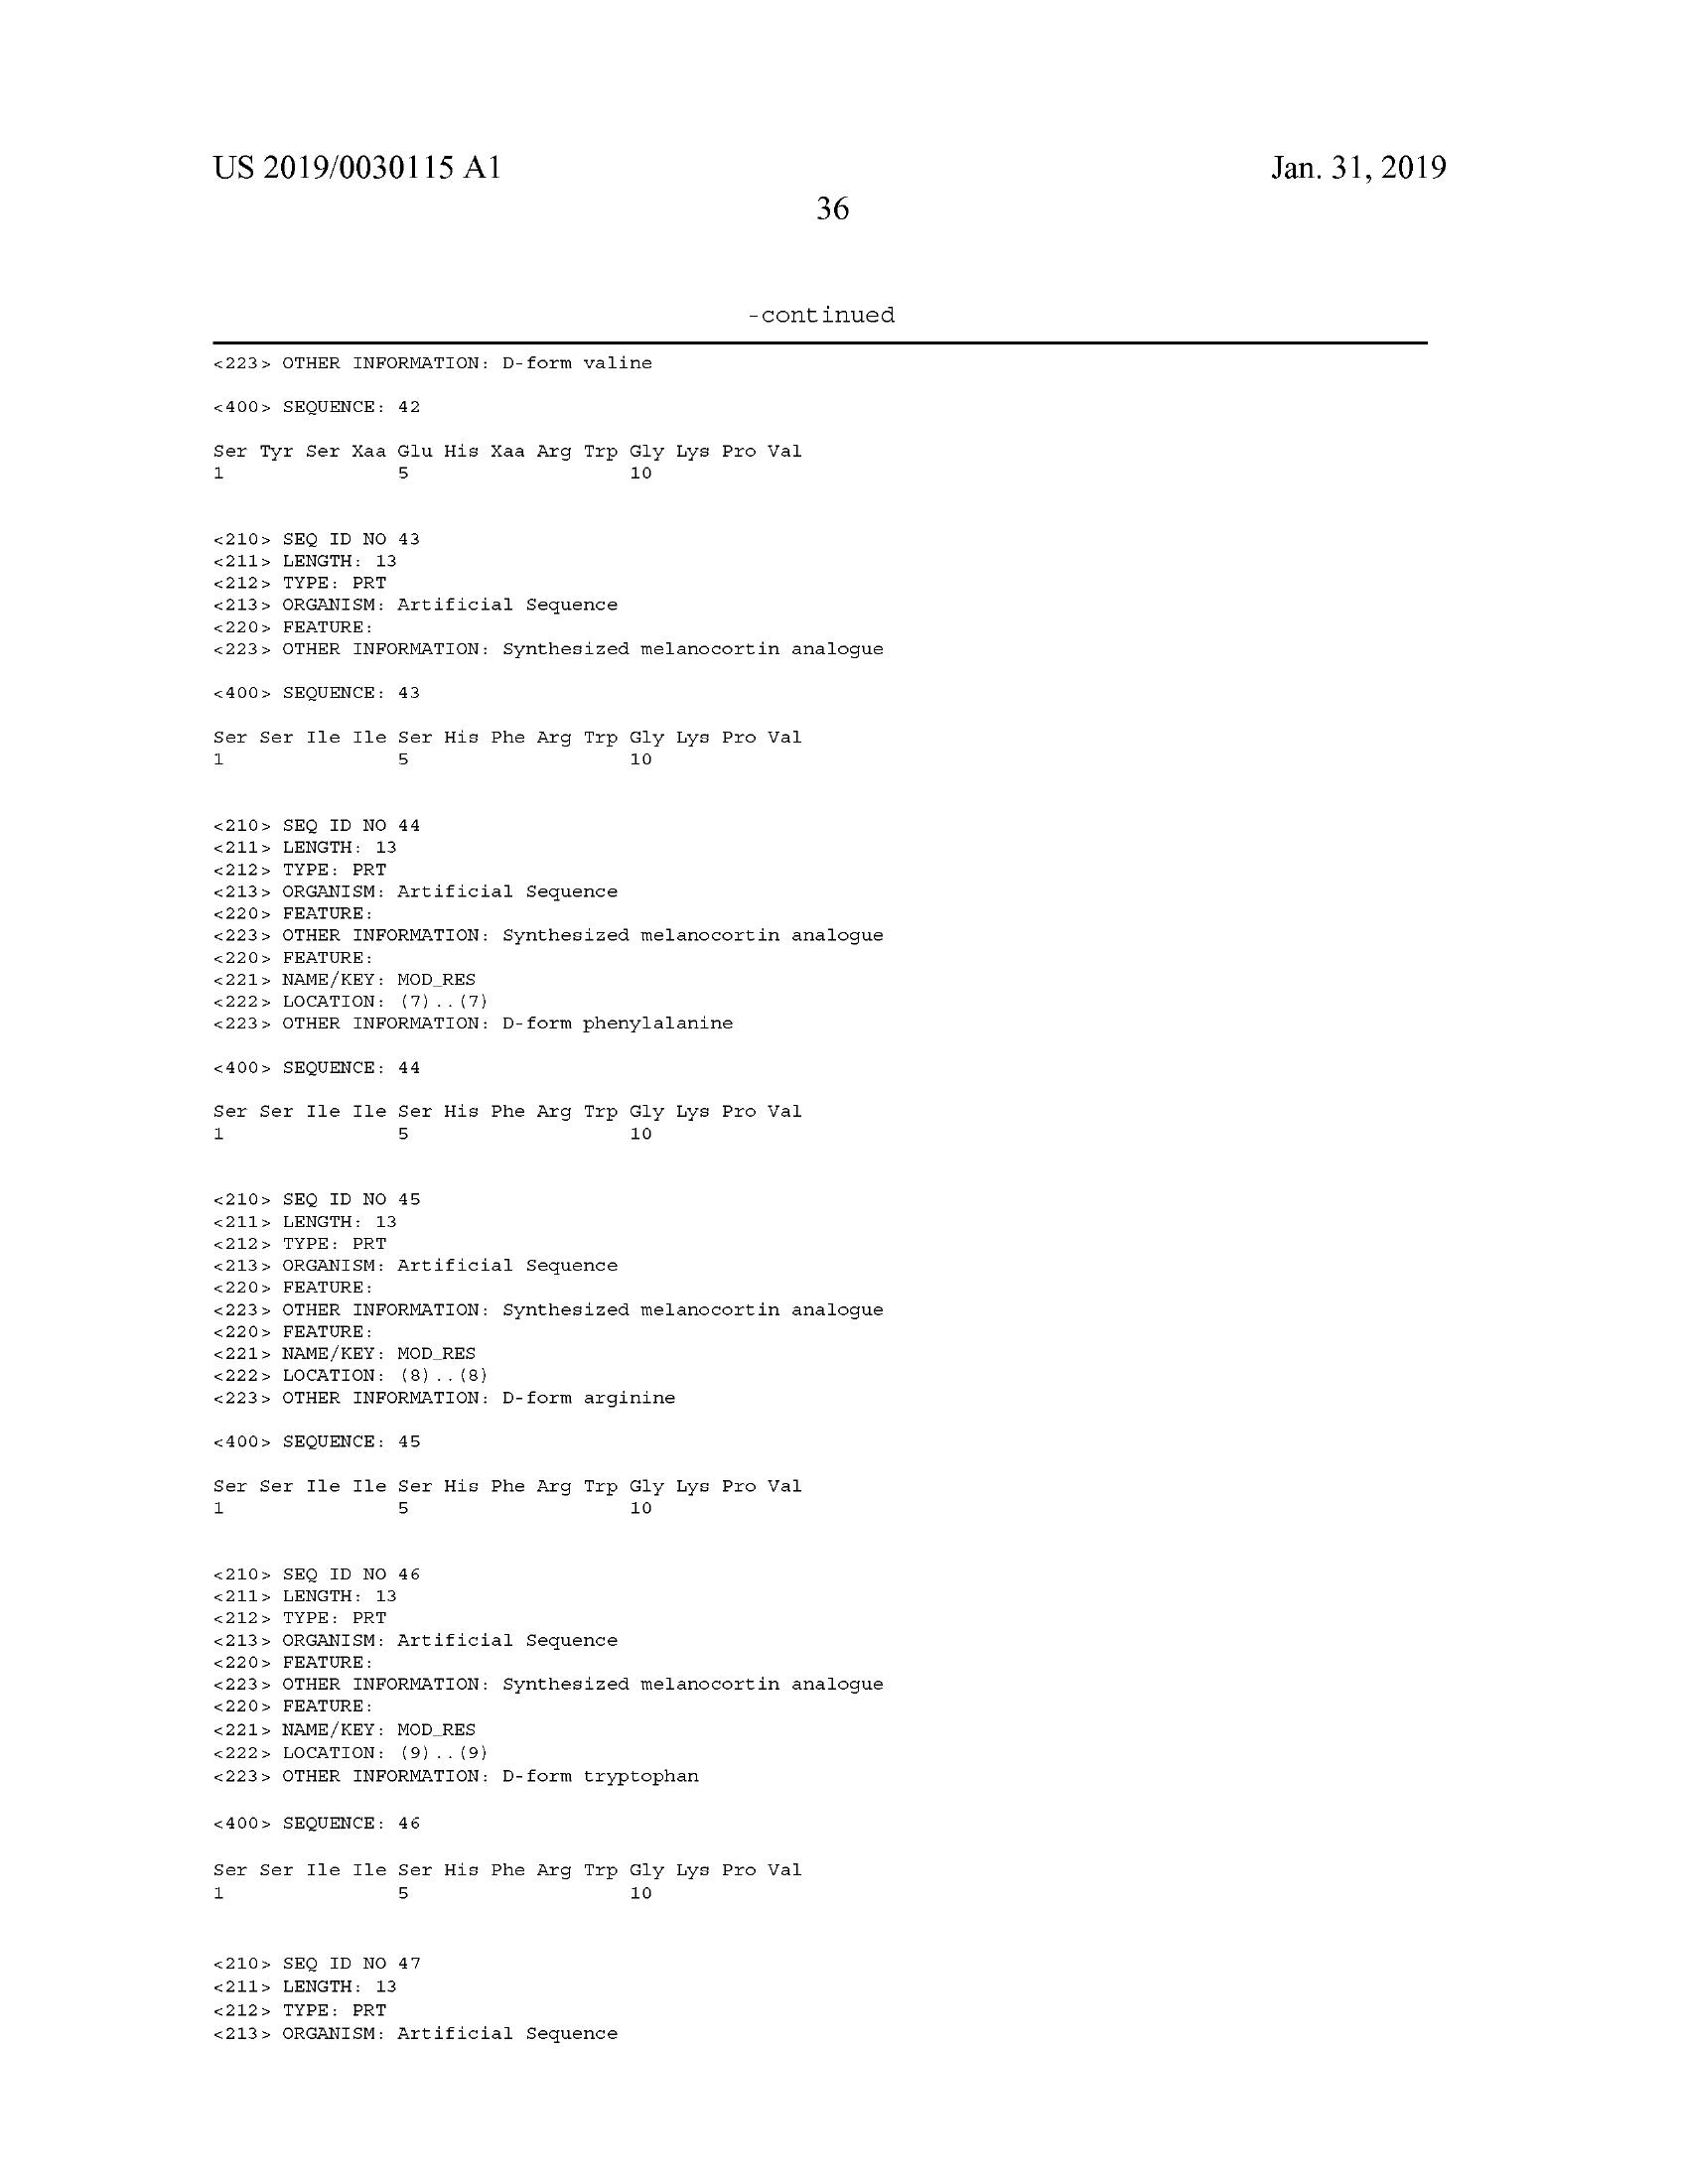 US 2019/0030115 A1
Jan. 31, 2019
36
-continued
<223> OTHER INFORMATION: D-form valine
<400> SEQUENCE: 42
Ser Tyr Ser Xaa Glu His Xaa Arg Trp Gly Lys Pro Val
1 5 10
<210> SEQ ID NO 43
<211> LENGTH: 13
<212> TYPE: PRT
<213> ORGANISM: Artificial Sequence
<220> FEATURE:
<223> OTHER INFORMATION: Synthesized melanocortin analogue
<400> SEQUENCE: 43
Ser Ser Ile Ile Ser His Phe Arg Trp Gly Lys Pro Val
1 5 10
<210> SEQ ID NO 44
<211> LENGTH: 13
<212> TYPE: PRT
<213> ORGANISM: Artificial Sequence
<220> FEATURE:
<223> OTHER INFORMATION: Synthesized melanocortin analogue
<220> FEATURE:
<221> NAME/KEY: MOD_RES
<222> LOCATION: (7)..(7)
<223> OTHER INFORMATION: D-form phenylalanine
<400> SEQUENCE: 44
Ser Ser Ile Ile Ser His Phe Arg Trp Gly Lys Pro Val
1 5 10
<210> SEQ ID NO 45
<211> LENGTH: 13
<212> TYPE: PRT
<213> ORGANISM: Artificial Sequence
<220> FEATURE:
<223> OTHER INFORMATION: Synthesized melanocortin analogue
<220> FEATURE:
<221> NAME/KEY: MOD_RES
<222> LOCATION: (8)..(8)
<223> OTHER INFORMATION: D-form arginine
<400> SEQUENCE: 45
Ser Ser Ile Ile Ser His Phe Arg Trp Gly Lys Pro Val
1 5 10
<210> SEQ ID NO 46
<211> LENGTH: 13
<212> TYPE: PRT
<213> ORGANISM: Artificial Sequence
<220> FEATURE:
<223> OTHER INFORMATION: Synthesized melanocortin analogue
<220> FEATURE:
<221> NAME/KEY: MOD_RES
<222> LOCATION: (9)..(9)
<223> OTHER INFORMATION: D-form tryptophan
<400> SEQUENCE: 46
Ser Ser Ile Ile Ser His Phe Arg Trp Gly Lys Pro Val
1 5 10
<210> SEQ ID NO 47
<211> LENGTH: 13
<212> TYPE: PRT
<213> ORGANISM: Artificial Sequence